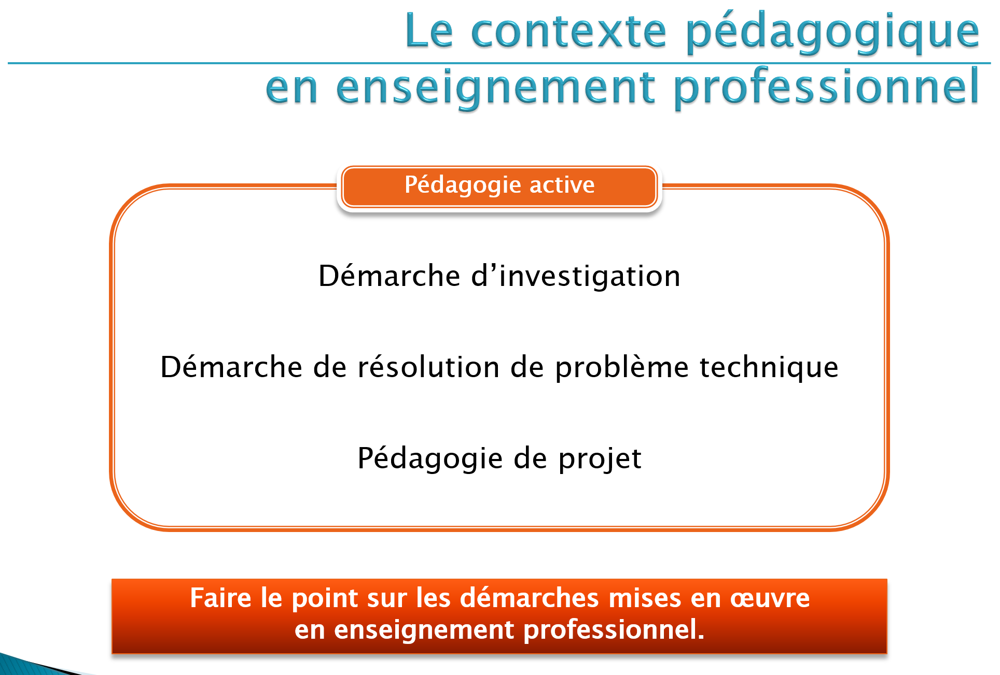 Le contexte pédagogique
en enseignement professionnel
Pédagogie active
Démarche d’investigation
Démarche de résolution de problème technique
Pédagogie de projet
Faire le point sur les démarches mises en œuvre
en enseignement professionnel.